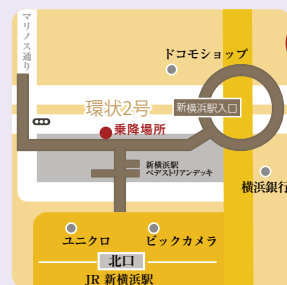 マリノス通り
ドコモショップ
環状2号
新横浜駅入口
乗降場所
新横浜駅
ペデストリアンデッキ
横浜銀行
ユニクロ
ビックカメラ
北口
JR 新横浜駅